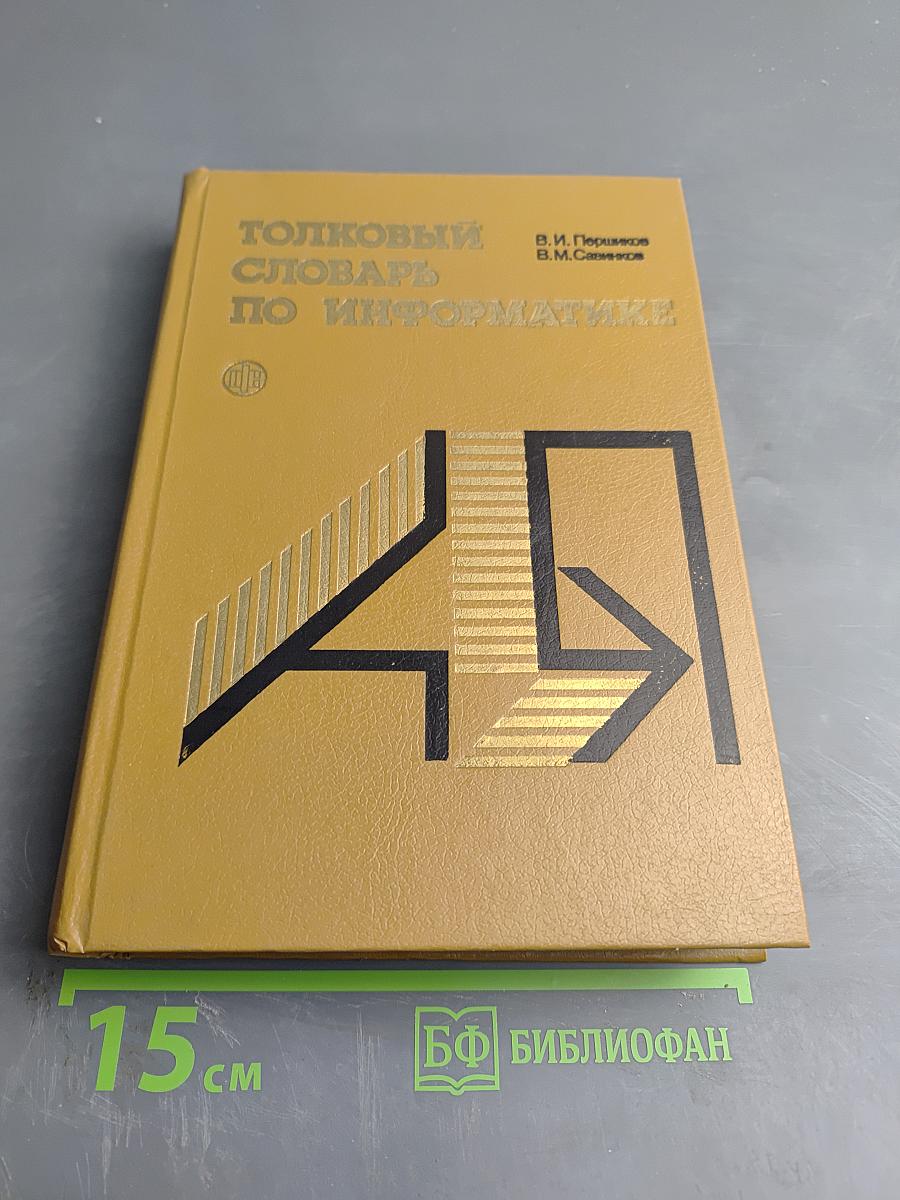 ТОЛКОВЫЙ
СЛОВАРЬ
ПО ИНФОРМАТИКЕ
В. И. Першиков
В. М. Савинков
А Я
15 см
БФ
БИБЛИОФАН